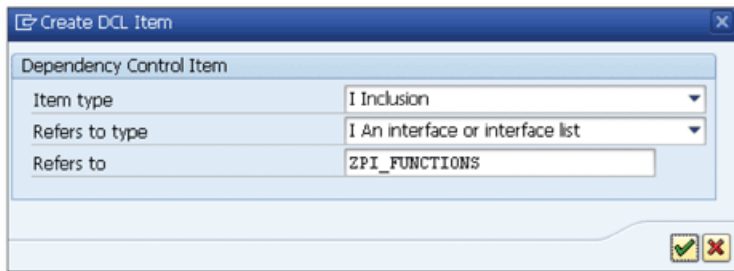 Create DCL Item
Dependency Control Item
Item type I Inclusion
Refers to type I An interface or interface list
Refers to ZPI_FUNCTIONS